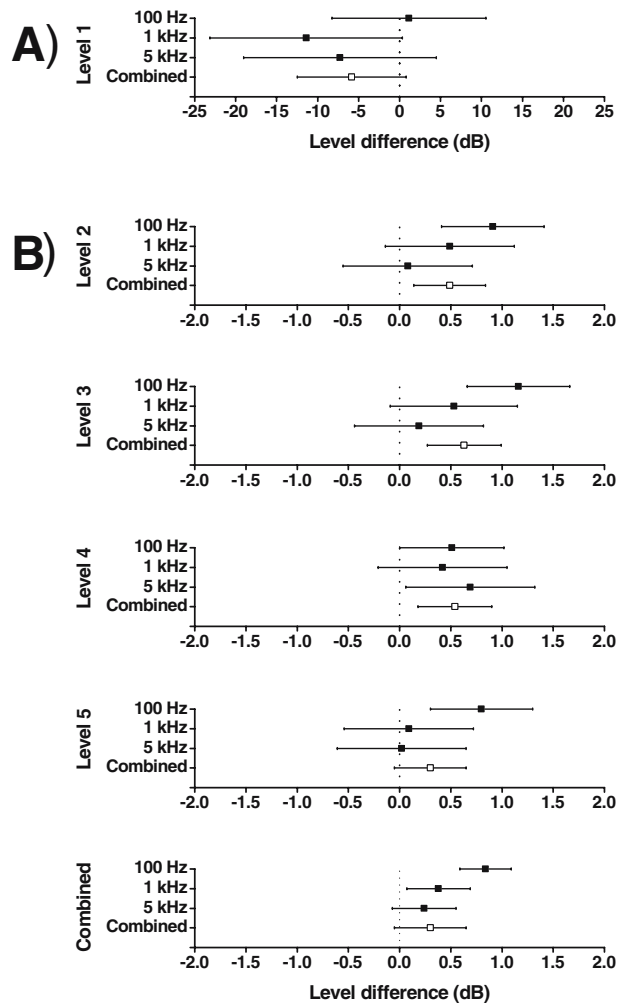 A)
Level 1
100 Hz
1 kHz
5 kHz
Combined
-25 -20 -15 -10 -5 0 5 10 15 20 25
Level difference (dB)
B)
Level 2
100 Hz
1 kHz
5 kHz
Combined
-2.0 -1.5 -1.0 -0.5 0.0 0.5 1.0 1.5 2.0
Level 3
100 Hz
1 kHz
5 kHz
Combined
-2.0 -1.5 -1.0 -0.5 0.0 0.5 1.0 1.5 2.0
Level 4
100 Hz
1 kHz
5 kHz
Combined
-2.0 -1.5 -1.0 -0.5 0.0 0.5 1.0 1.5 2.0
Level 5
100 Hz
1 kHz
5 kHz
Combined
-2.0 -1.5 -1.0 -0.5 0.0 0.5 1.0 1.5 2.0
Combined
100 Hz
1 kHz
5 kHz
Combined
-2.0 -1.5 -1.0 -0.5 0.0 0.5 1.0 1.5 2.0
Level difference (dB)